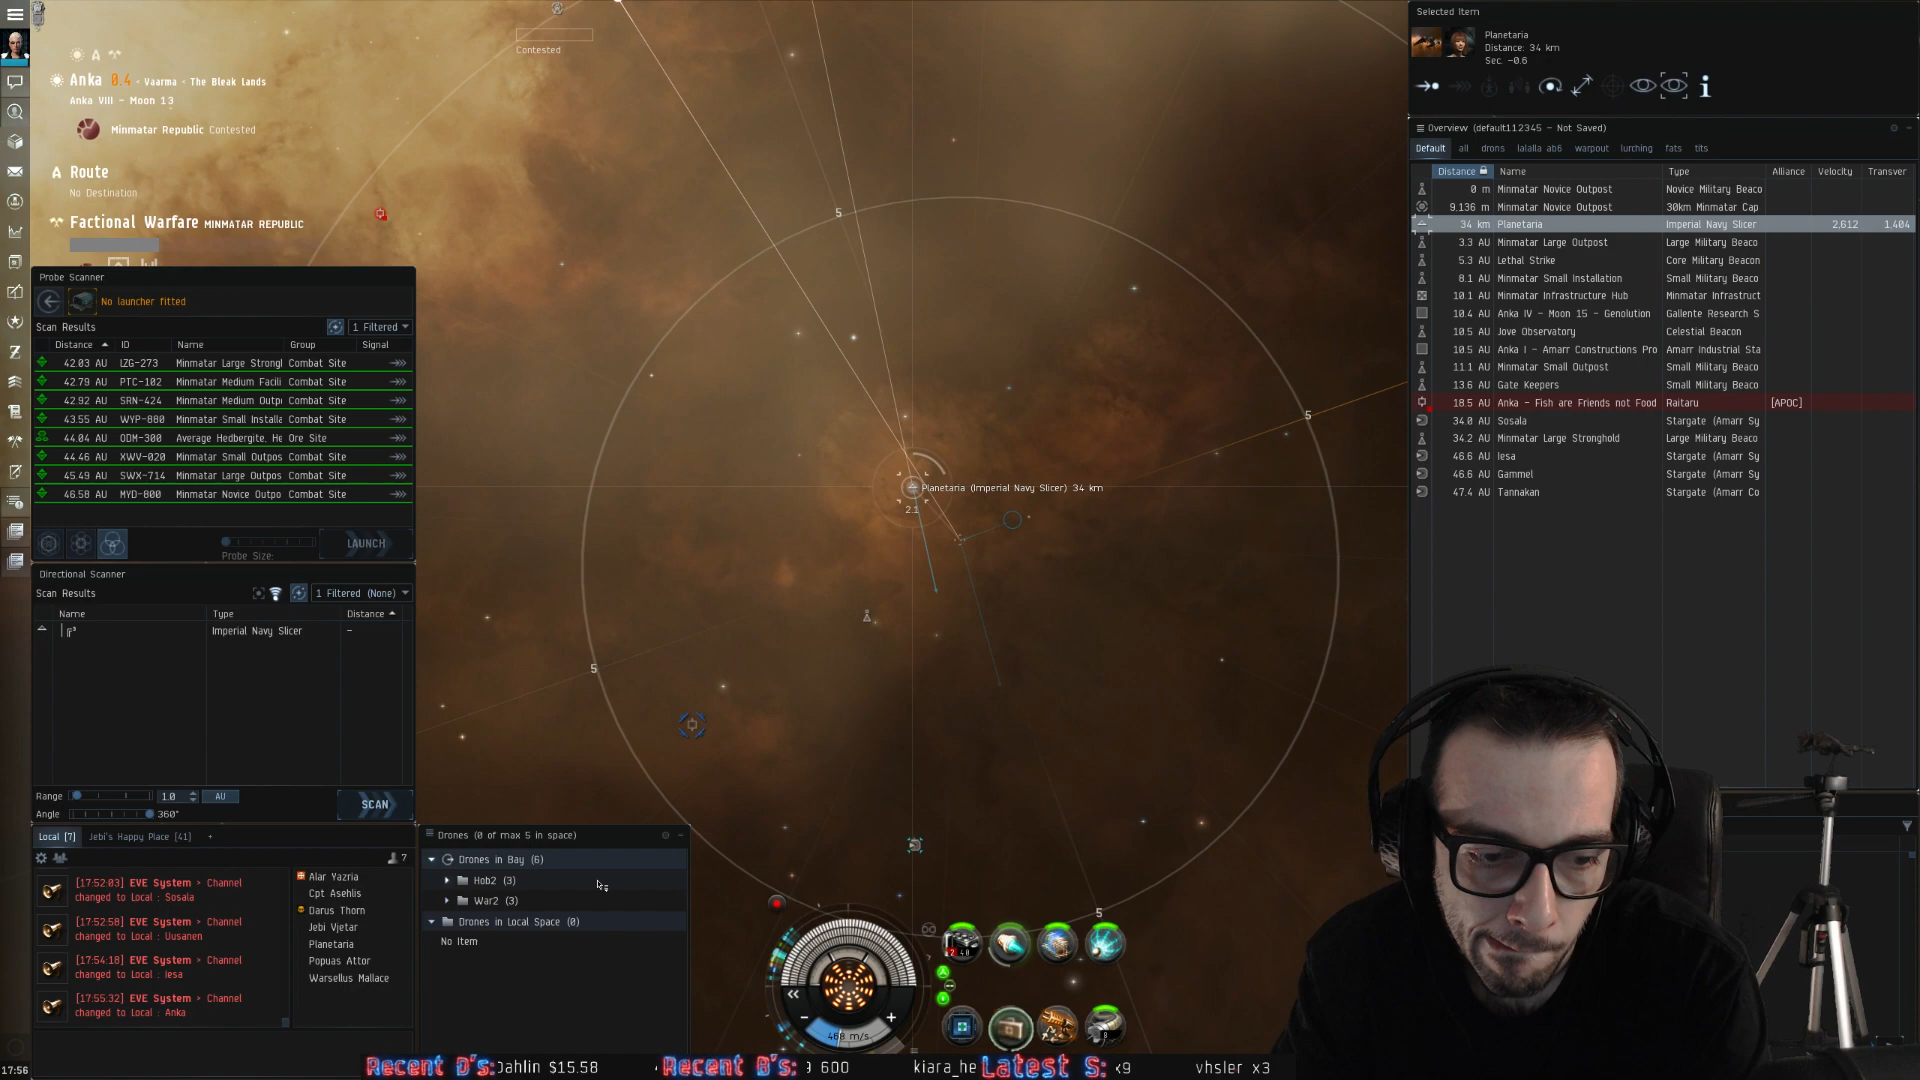 Contested
Anka 0.4 < Vaarma < The Bleak Lands
Anka VIII - Moon 13
Minmatar Republic Contested
Route
No Destination
Factional Warfare MINMATAR REPUBLIC
Probe Scanner
No launcher fitted
Scan Results
1 Filtered
Distance ID Name Group Signal
42.03 AU IZG-273 Minmatar Large Strongl Combat Site
42.79 AU PTC-102 Minmatar Medium Facili Combat Site
42.92 AU SRN-424 Minmatar Medium Outp Combat Site
43.55 AU WYP-880 Minmatar Small Installa Combat Site
44.04 AU ODM-300 Average Hedbergite, He Ore Site
44.46 AU XWV-020 Minmatar Small Outpos Combat Site
45.49 AU SWX-714 Minmatar Large Outpos Combat Site
46.58 AU MYD-800 Minmatar Novice Outpo Combat Site
Probe Size:
LAUNCH
Directional Scanner
Scan Results
1 Filtered (None)
Name Type Distance
Imperial Navy Slicer -
Range 1.0 AU
SCAN
Angle 360°
Local [7] Jebi's Happy Place [41] +
7
[17:52:03] EVE System > Channel
changed to Local : Sosala
[17:52:58] EVE System > Channel
changed to Local : Uusanen
[17:54:18] EVE System > Channel
changed to Local : Iesa
[17:55:32] EVE System > Channel
changed to Local : Anka
Alar Yazria
Cpt Asehlis
Darus Thorn
Jebi Vjetar
Planetaria
Popuas Attor
Warsellus Mallace
17:56
Drones (0 of max 5 in space)
Drones in Bay (6)
Hob2 (3)
War2 (3)
Drones in Local Space (0)
No Item
5
5
5
5
Planetaria (Imperial Navy Slicer) 34 km
2.1
468 m/s
Recent D's: Dahlin $15.58
Recent B's: 600
kiara_he
Latest S: x9
vhsler x3
Selected Item
Planetaria
Distance: 34 km
Sec. -0.6
Overview (default112345 - Not Saved)
Default all drons lalalla ab6 warpout lurching fats tits
Distance Name Type Alliance Velocity Transver
0 m Minmatar Novice Outpost Novice Military Beaco
9.136 m Minmatar Novice Outpost 30km Minmatar Cap
34 km Planetaria Imperial Navy Slicer 2,612 1,404
3.3 AU Minmatar Large Outpost Large Military Beaco
5.3 AU Lethal Strike Core Military Beacon
8.1 AU Minmatar Small Installation Small Military Beaco
10.1 AU Minmatar Infrastructure Hub Minmatar Infrastruct
10.4 AU Anka IV - Moon 15 - Genolution Gallente Research S
10.5 AU Jove Observatory Celestial Beacon
10.5 AU Anka I - Amarr Constructions Pro Amarr Industrial Sta
11.1 AU Minmatar Small Outpost Small Military Beaco
13.6 AU Gate Keepers Small Military Beaco
18.5 AU Anka - Fish are Friends not Food Raitaru [APOC]
34.0 AU Sosala Stargate (Amarr Sy
34.2 AU Minmatar Large Stronghold Large Military Beaco
46.6 AU Iesa Stargate (Amarr Sy
46.6 AU Gammel Stargate (Amarr Sy
47.4 AU Tannakan Stargate (Amarr Co